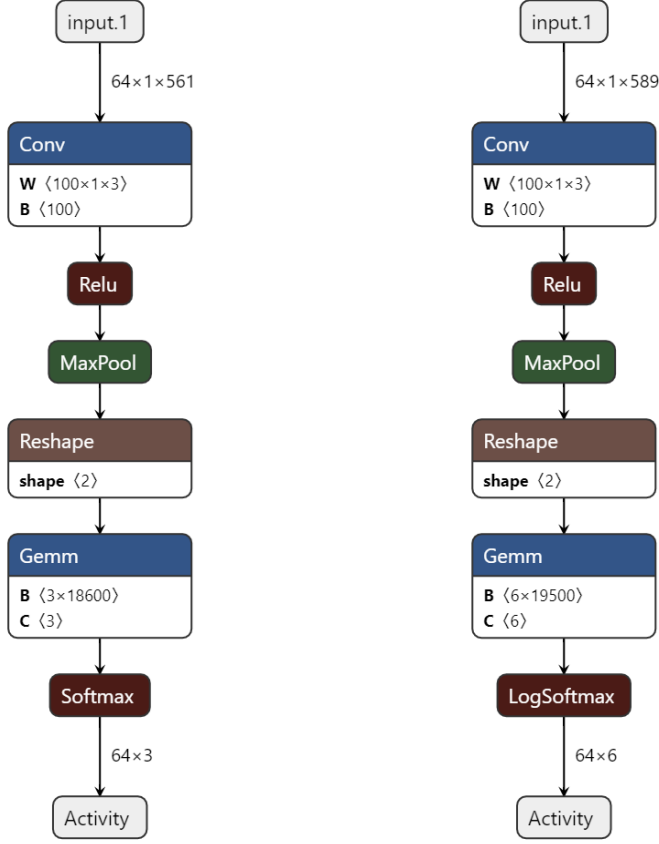 input.1
64×1×561
Conv
W 〈100×1×3〉
B 〈100〉
Relu
MaxPool
Reshape
shape 〈2〉
Gemm
B 〈3×18600〉
C 〈3〉
Softmax
64×3
Activity
input.1
64×1×589
Conv
W 〈100×1×3〉
B 〈100〉
Relu
MaxPool
Reshape
shape 〈2〉
Gemm
B 〈6×19500〉
C 〈6〉
LogSoftmax
64×6
Activity